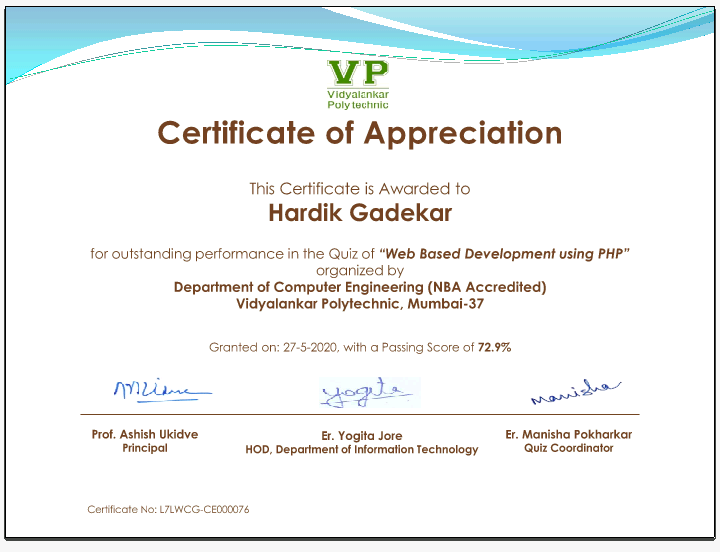 VP
Vidyalankar
Polytechnic
Certificate of Appreciation
This Certificate is Awarded to
Hardik Gadekar
for outstanding performance in the Quiz of “Web Based Development using PHP”
organized by
Department of Computer Engineering (NBA Accredited)
Vidyalankar Polytechnic, Mumbai-37
Granted on: 27-5-2020, with a Passing Score of 72.9%
yogita
manisha
Prof. Ashish Ukidve
Principal
Er. Yogita Jore
HOD, Department of Information Technology
Er. Manisha Pokharkar
Quiz Coordinator
Certificate No: L7LWCG-CE000076